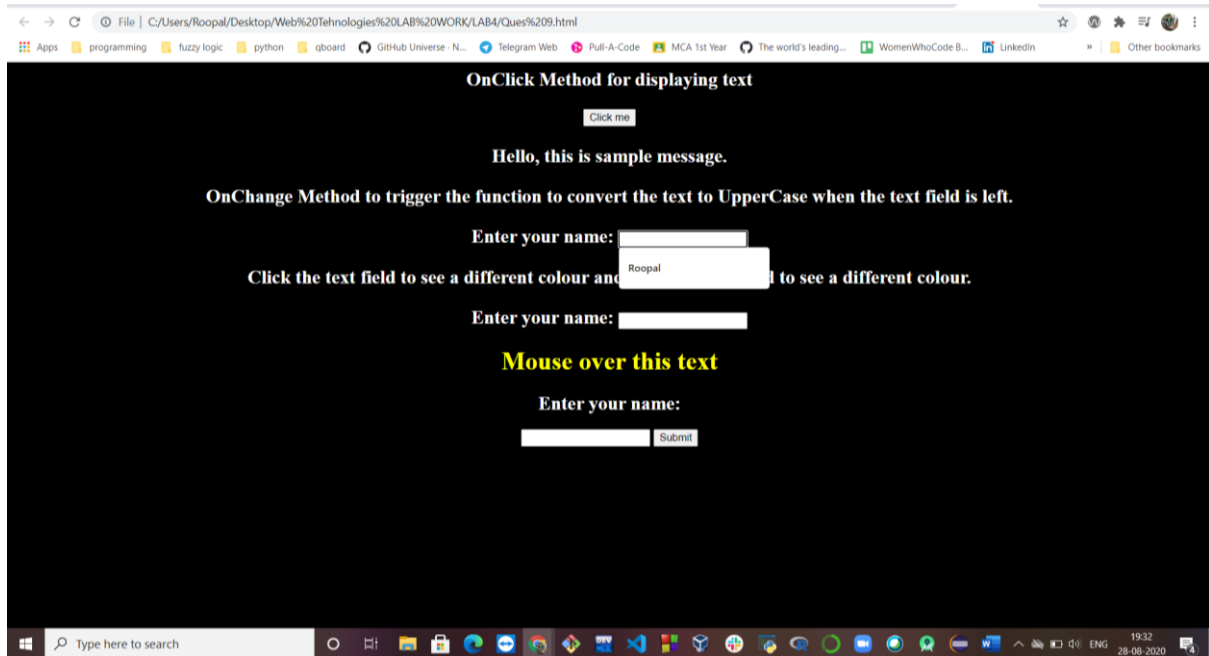 File | C:/Users/Roopal/Desktop/Web%20Tehnologies%20LAB%20WORK/LAB4/Ques%209.html
Apps programming fuzzy logic python qboard GitHub Universe - N... Telegram Web Pull-A-Code MCA 1st Year The world's leading... WomenWhoCode B... LinkedIn » Other bookmarks
OnClick Method for displaying text
Click me
Hello, this is sample message.
OnChange Method to trigger the function to convert the text to UpperCase when the text field is left.
Enter your name:
Roopal
Click the text field to see a different colour and to see a different colour.
Enter your name:
Mouse over this text
Enter your name:
Submit
Type here to search
ENG 19:32
28-08-2020